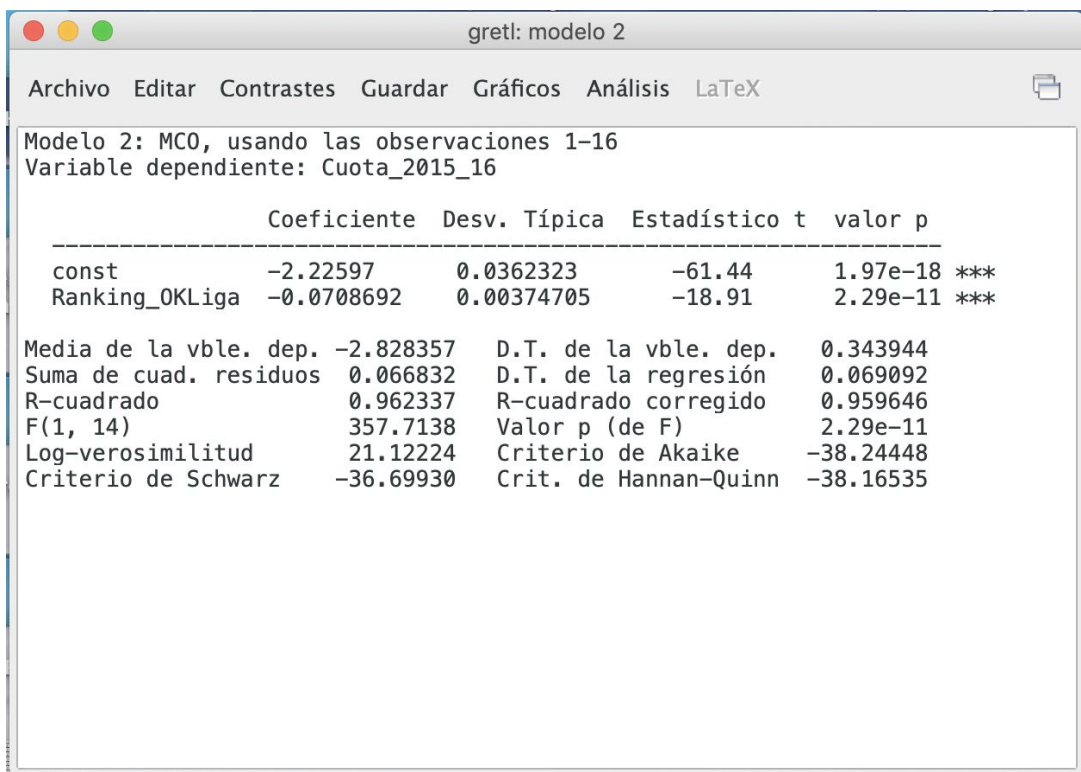 gretl: modelo 2
Archivo Editar Contrastes Guardar Gráficos Análisis LaTeX
Modelo 2: MCO, usando las observaciones 1-16
Variable dependiente: Cuota_2015_16
Coeficiente Desv. Típica Estadístico t valor p
const -2.22597 0.0362323 -61.44 1.97e-18 ***
Ranking_OKLiga -0.0708692 0.00374705 -18.91 2.29e-11 ***
Media de la vble. dep. -2.828357 D.T. de la vble. dep. 0.343944
Suma de cuad. residuos 0.066832 D.T. de la regresión 0.069092
R-cuadrado 0.962337 R-cuadrado corregido 0.959646
F(1, 14) 357.7138 Valor p (de F) 2.29e-11
Log-verosimilitud 21.12224 Criterio de Akaike -38.24448
Criterio de Schwarz -36.69930 Crit. de Hannan-Quinn -38.16535